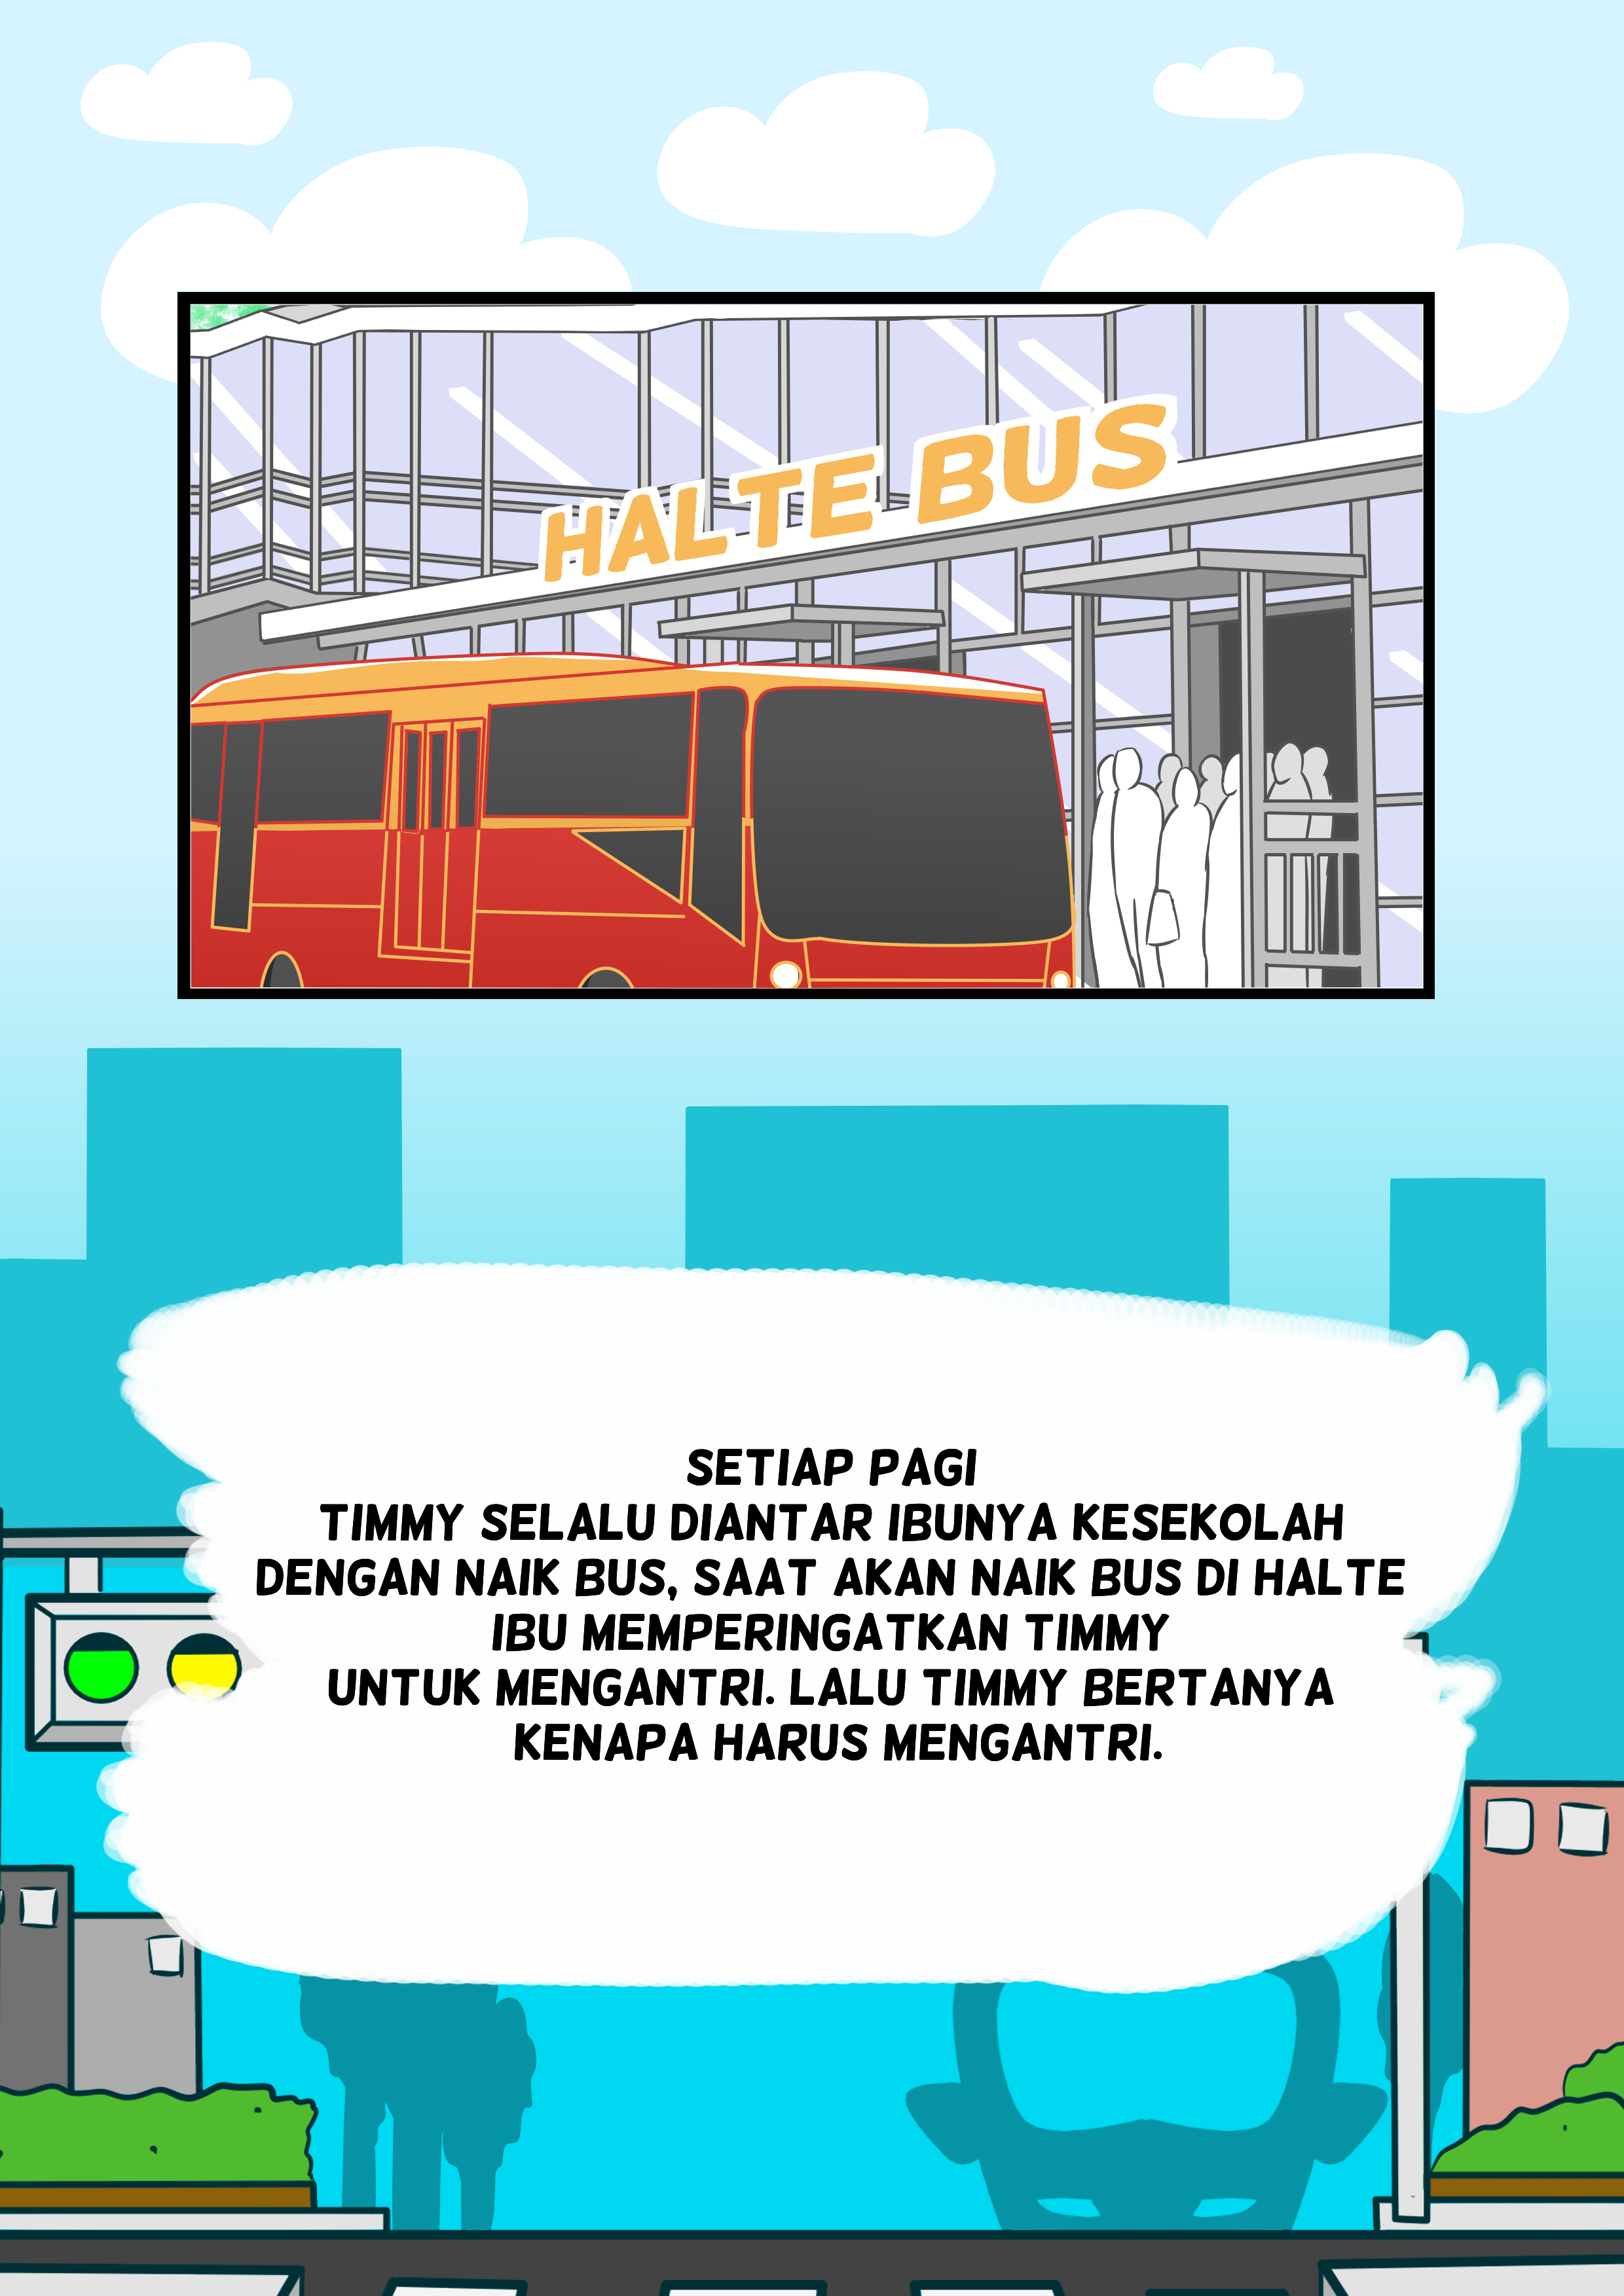 HALTE BUS
SETIAP PAGI
TIMMY SELALU DIANTAR IBUNYA KESEKOLAH
DENGAN NAIK BUS, SAAT AKAN NAIK BUS DI HALTE
IBU MEMPERINGATKAN TIMMY
UNTUK MENGANTRI. LALU TIMMY BERTANYA
KENAPA HARUS MENGANTRI.